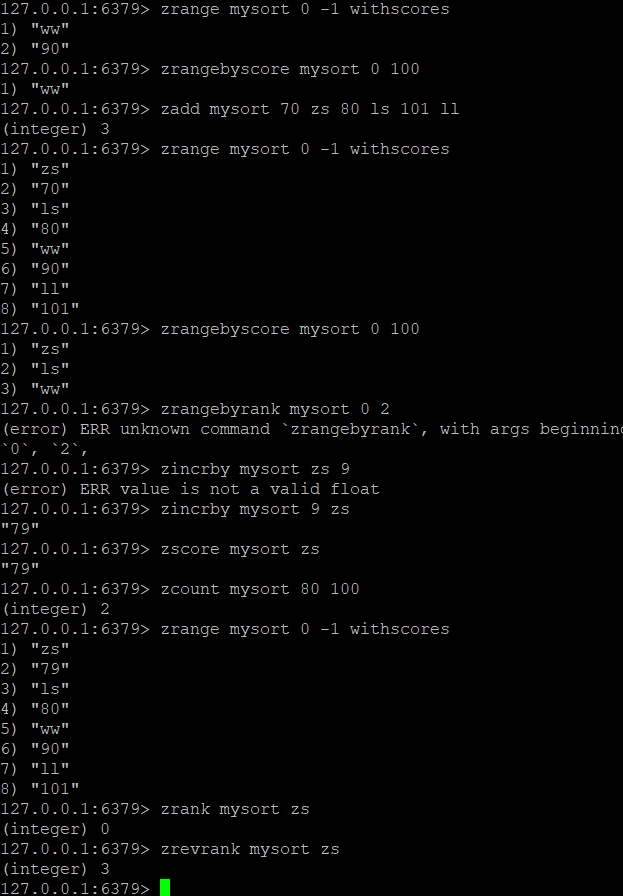 127.0.0.1:6379> zrange mysort 0 -1 withscores
1) "ww"
2) "90"
127.0.0.1:6379> zrangebyscore mysort 0 100
1) "ww"
127.0.0.1:6379> zadd mysort 70 zs 80 ls 101 ll
(integer) 3
127.0.0.1:6379> zrange mysort 0 -1 withscores
1) "zs"
2) "70"
3) "ls"
4) "80"
5) "ww"
6) "90"
7) "ll"
8) "101"
127.0.0.1:6379> zrangebyscore mysort 0 100
1) "zs"
2) "ls"
3) "ww"
127.0.0.1:6379> zrangebyrank mysort 0 2
(error) ERR unknown command `zrangebyrank`, with args beginning
`0`, `2`,
127.0.0.1:6379> zincrby mysort zs 9
(error) ERR value is not a valid float
127.0.0.1:6379> zincrby mysort 9 zs
"79"
127.0.0.1:6379> zscore mysort zs
"79"
127.0.0.1:6379> zcount mysort 80 100
(integer) 2
127.0.0.1:6379> zrange mysort 0 -1 withscores
1) "zs"
2) "79"
3) "ls"
4) "80"
5) "ww"
6) "90"
7) "ll"
8) "101"
127.0.0.1:6379> zrank mysort zs
(integer) 0
127.0.0.1:6379> zrevrank mysort zs
(integer) 3
127.0.0.1:6379>